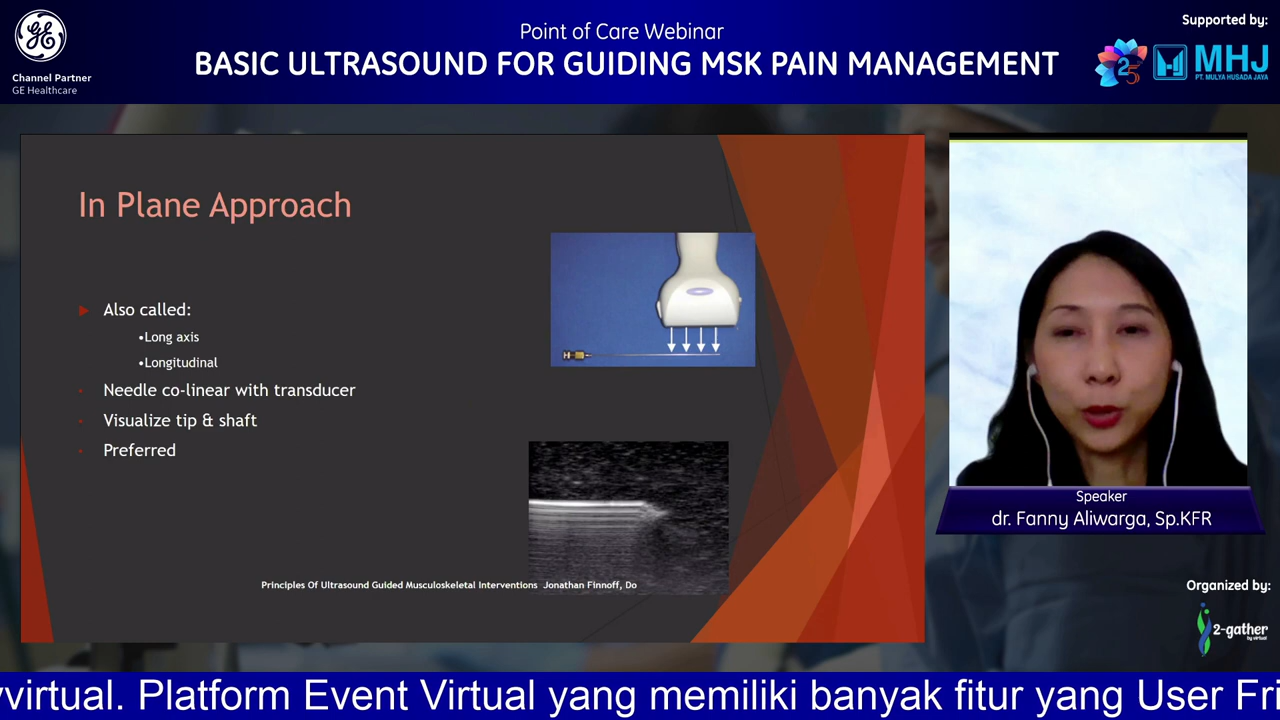 Point of Care Webinar
BASIC ULTRASOUND FOR GUIDING MSK PAIN MANAGEMENT
Channel Partner
GE Healthcare
Supported by:
25
MHJ
PT. MULYA HUSADA JAYA
In Plane Approach
Also called:
•Long axis
•Longitudinal
Needle co-linear with transducer
Visualize tip & shaft
Preferred
Principles Of Ultrasound Guided Musculoskeletal Interventions Jonathan Finnoff, Do
Speaker
dr. Fanny Aliwarga, Sp.KFR
Organized by:
2-gather
by virtual
yvirtual. Platform Event Virtual yang memiliki banyak fitur yang User Fri